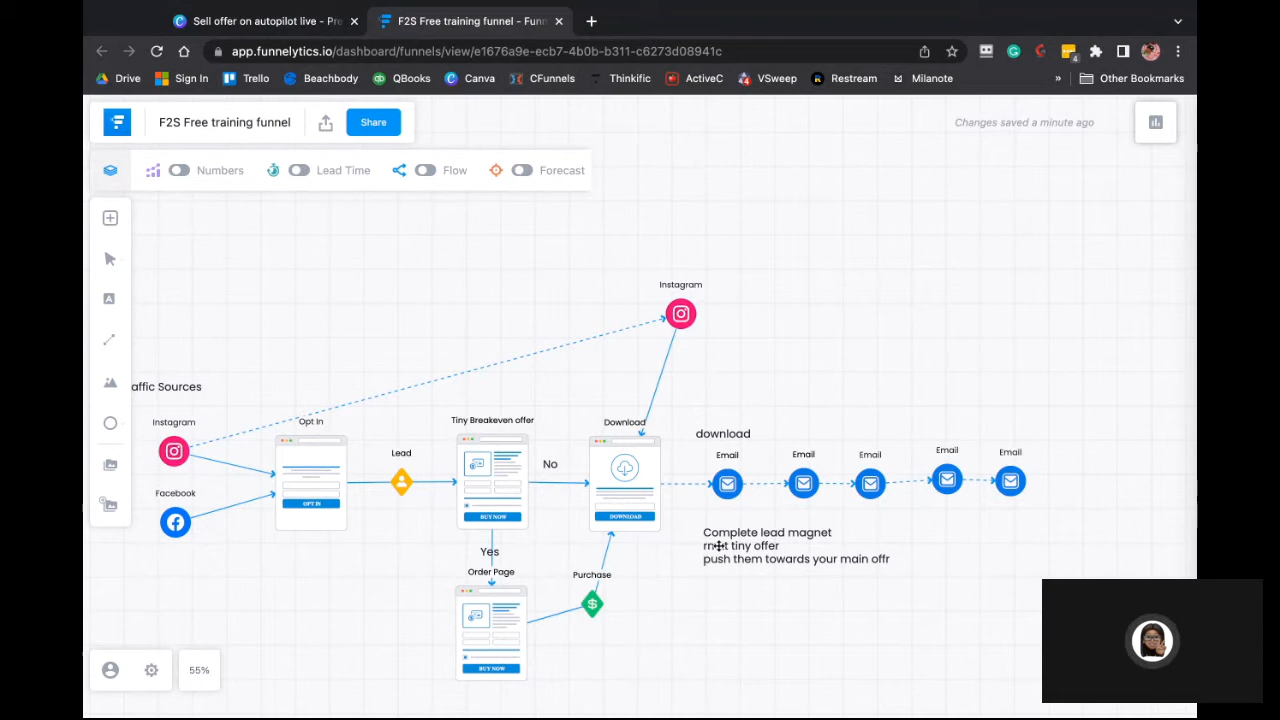 Sell offer on autopilot live - Pre
F2S Free training funnel - Funn
app.funnelytics.io/dashboard/funnels/view/e1676a9e-ecb7-4b0b-b311-c6273d08941c
Drive
Sign In
Trello
Beachbody
QBooks
Canva
CFunnels
Thinkific
ActiveC
VSweep
Restream
Milanote
»
Other Bookmarks
4
F2S Free training funnel
Share
Changes saved a minute ago
Numbers
Lead Time
Flow
Forecast
Instagram
affic Sources
Instagram
Opt In
Tiny Breakeven offer
Download
download
Lead
No
Email
Email
Email
Email
Email
Facebook
OPT IN
BUY NOW
DOWNLOAD
Complete lead magnet
tiny offer
push them towards your main offr
Yes
Order Page
Purchase
BUY NOW
55%